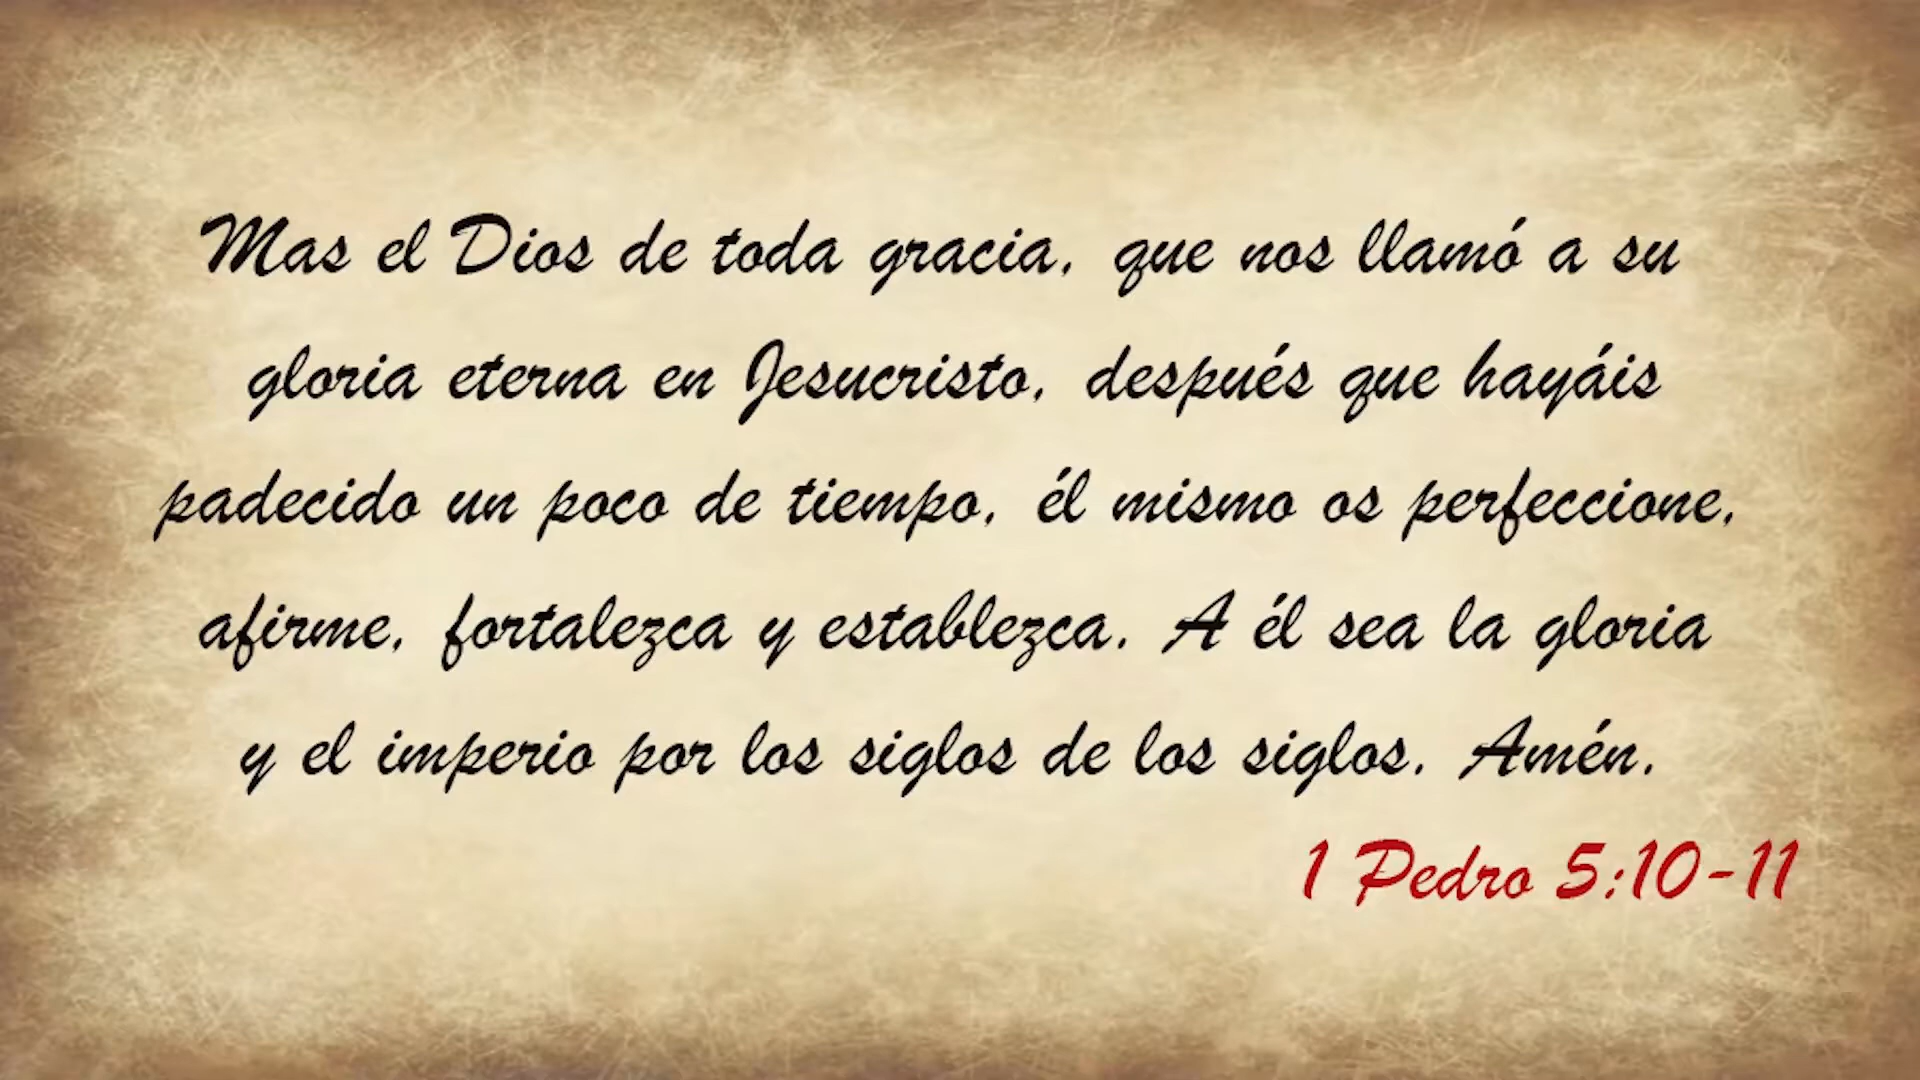 Mas el Dios de toda gracia, que nos llamó a su
gloria eterna en Jesucristo, después que hayáis
padecido un poco de tiempo, él mismo os perfeccione,
afirme, fortalezca y establezca. A él sea la gloria
y el imperio por los siglos de los siglos. Amén.
1 Pedro 5:10-11